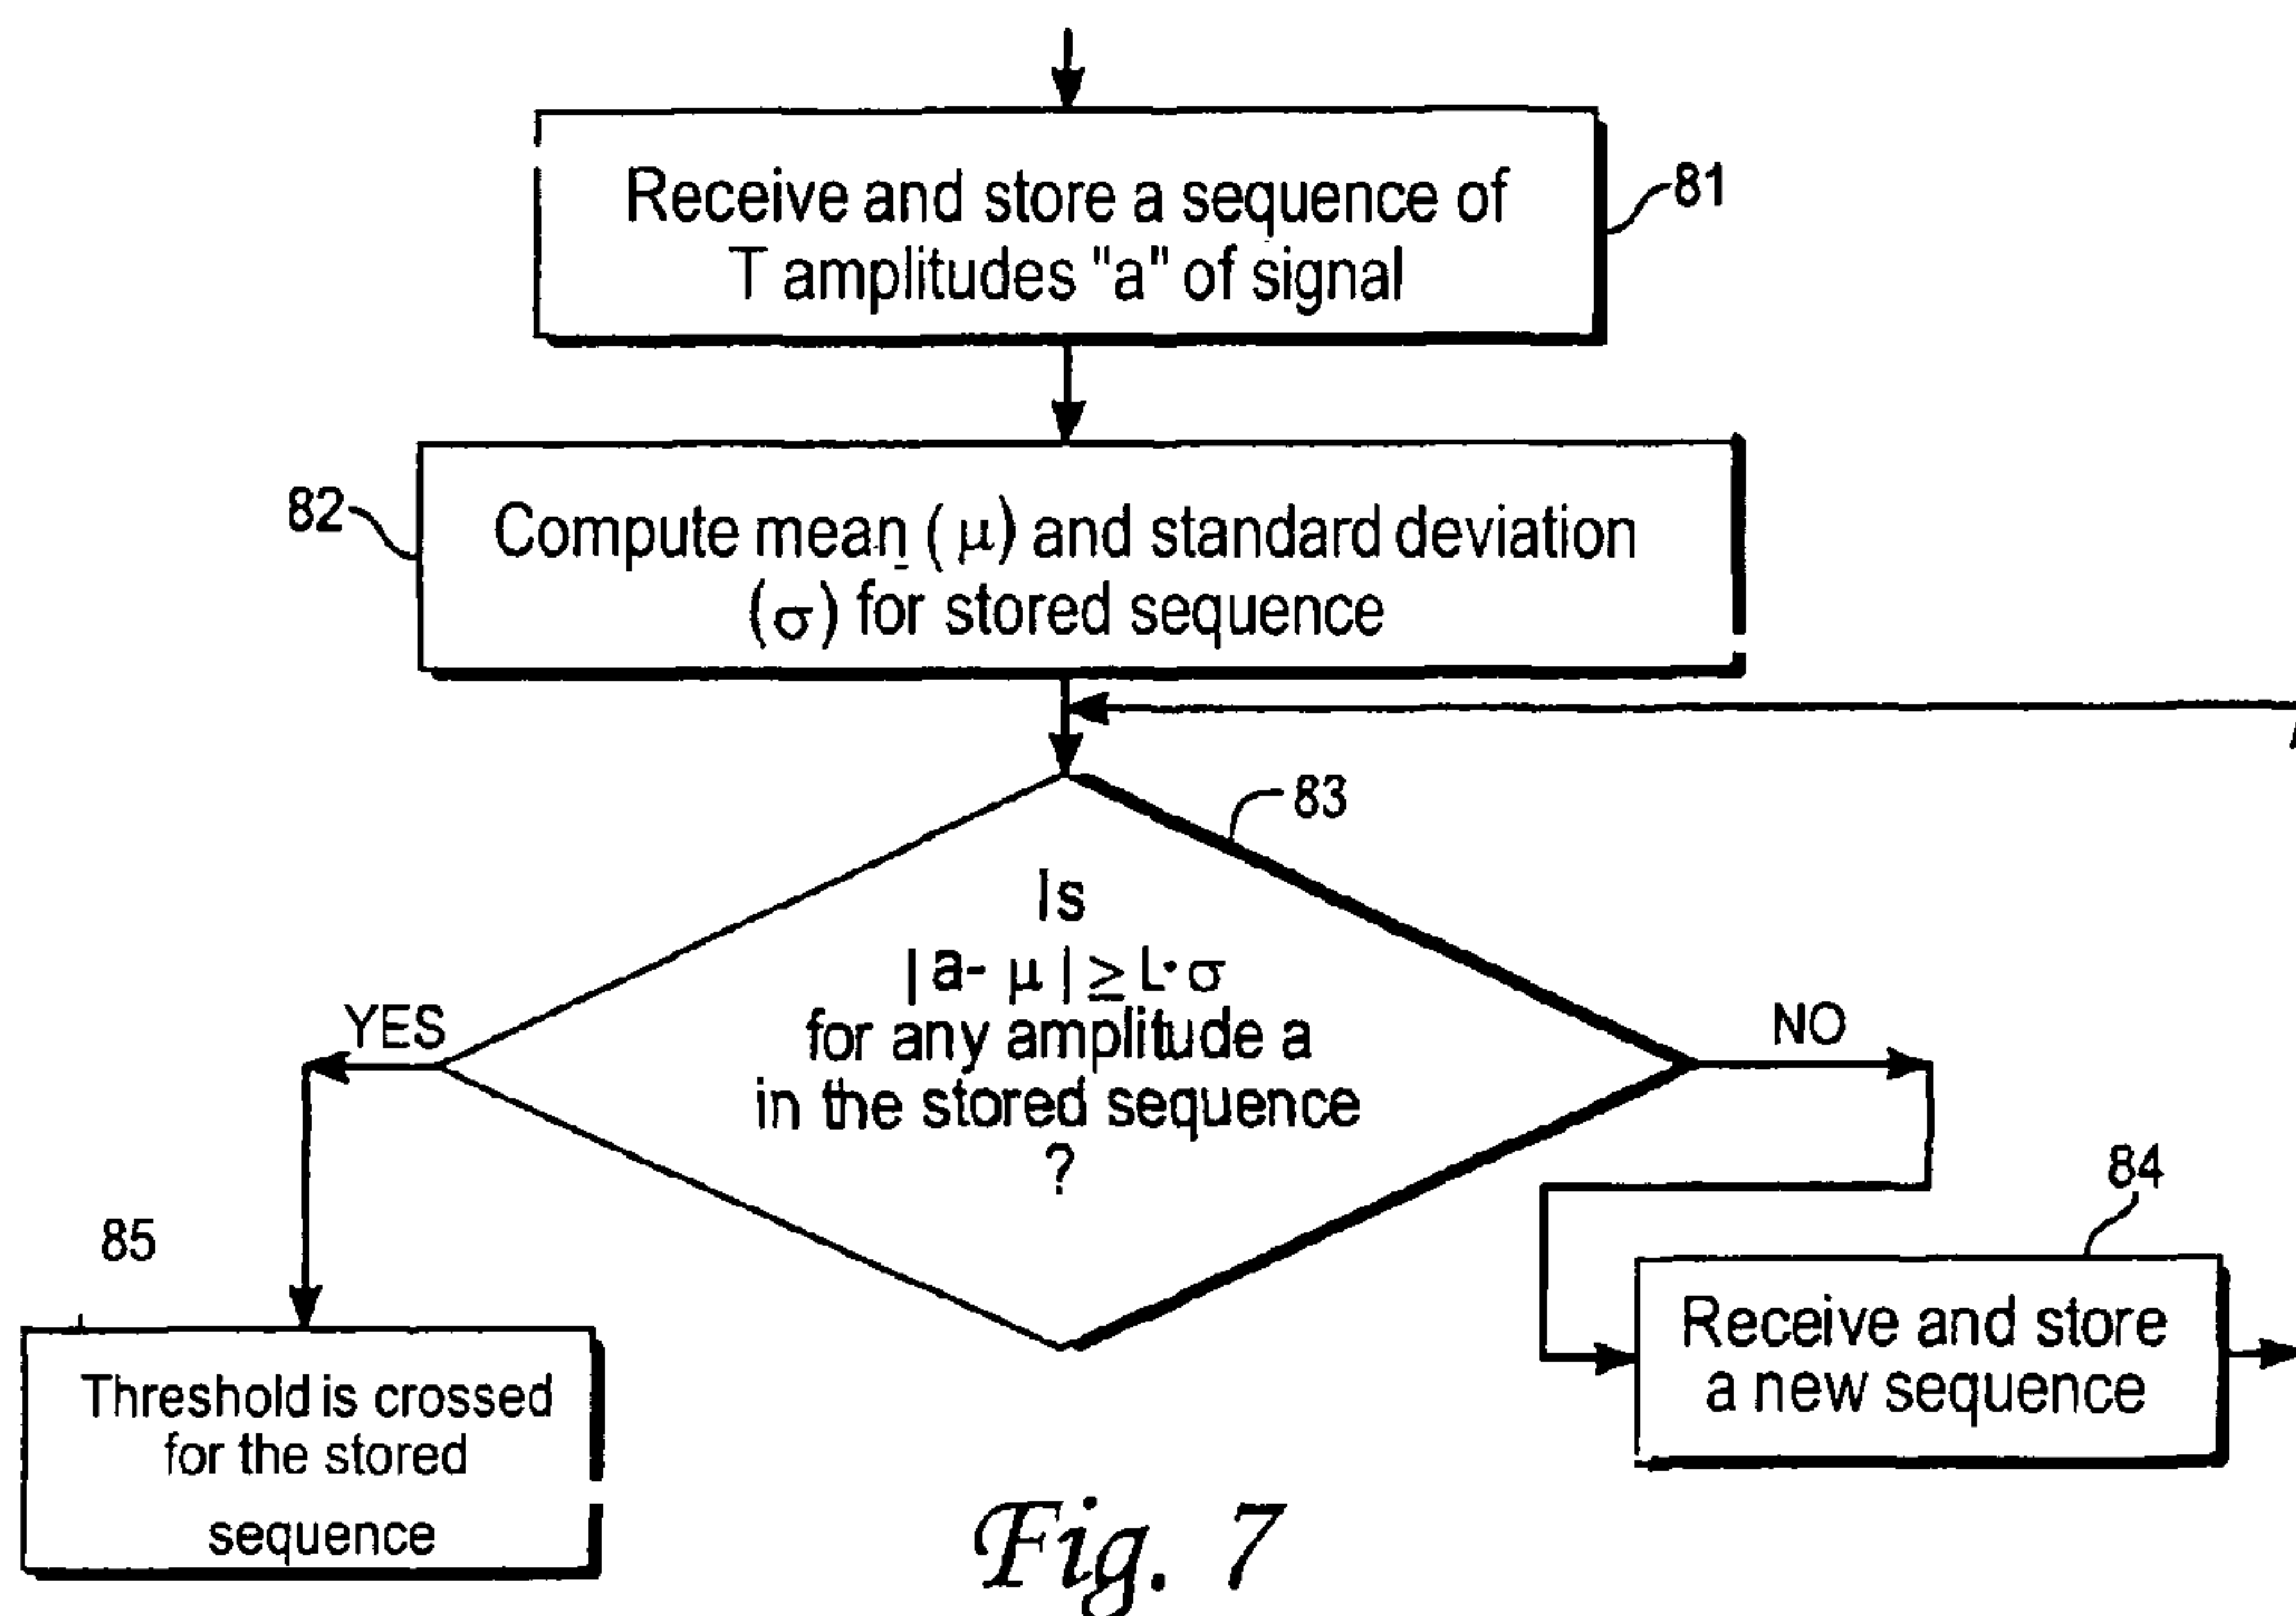 Receive and store a sequence of
T amplitudes "a" of signal
81
82
Compute mean (μ) and standard deviation
(σ) for stored sequence
83
Is
|a- μ|≥L·σ
for any amplitude a
in the stored sequence
?
YES
NO
84
Receive and store
a new sequence
85
Threshold is crossed
for the stored
sequence
Fig. 7